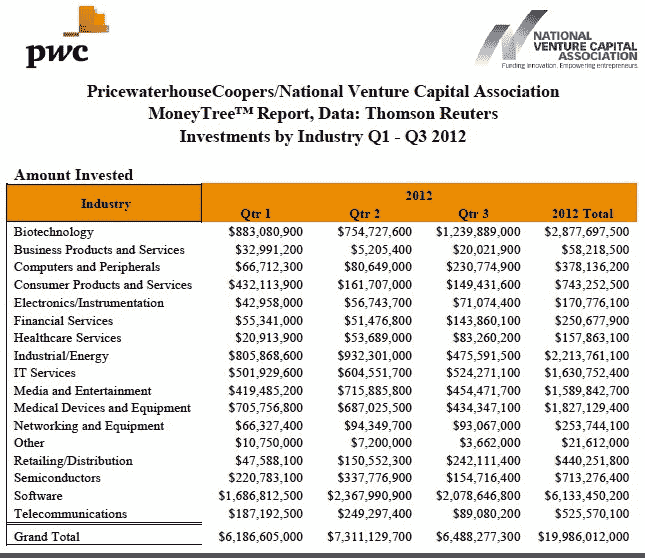 pwc
NATIONAL
VENTURE CAPITAL
ASSOCIATION
Funding Innovation. Empowering entrepreneurs.
PricewaterhouseCoopers/National Venture Capital Association
MoneyTree™ Report, Data: Thomson Reuters
Investments by Industry Q1 - Q3 2012
Amount Invested
Industry 2012
Qtr 1 Qtr 2 Qtr 3 2012 Total
Biotechnology $883,080,900 $754,727,600 $1,239,889,000 $2,877,697,500
Business Products and Services $32,991,200 $5,205,400 $20,021,900 $58,218,500
Computers and Peripherals $66,712,300 $80,649,000 $230,774,900 $378,136,200
Consumer Products and Services $432,113,900 $161,707,000 $149,431,600 $743,252,500
Electronics/Instrumentation $42,958,000 $56,743,700 $71,074,400 $170,776,100
Financial Services $55,341,000 $51,476,800 $143,860,100 $250,677,900
Healthcare Services $20,913,900 $53,689,000 $83,260,200 $157,863,100
Industrial/Energy $805,868,600 $932,301,000 $475,591,500 $2,213,761,100
IT Services $501,929,600 $604,551,700 $524,271,100 $1,630,752,400
Media and Entertainment $419,485,200 $715,885,800 $454,471,700 $1,589,842,700
Medical Devices and Equipment $705,756,800 $687,025,500 $434,347,100 $1,827,129,400
Networking and Equipment $66,327,400 $94,349,700 $93,067,000 $253,744,100
Other $10,750,000 $7,200,000 $3,662,000 $21,612,000
Retailing/Distribution $47,588,100 $150,552,300 $242,111,400 $440,251,800
Semiconductors $220,783,100 $337,776,900 $154,716,400 $713,276,400
Software $1,686,812,500 $2,367,990,900 $2,078,646,800 $6,133,450,200
Telecommunications $187,192,500 $249,297,400 $89,080,200 $525,570,100
Grand Total $6,186,605,000 $7,311,129,700 $6,488,277,300 $19,986,012,000